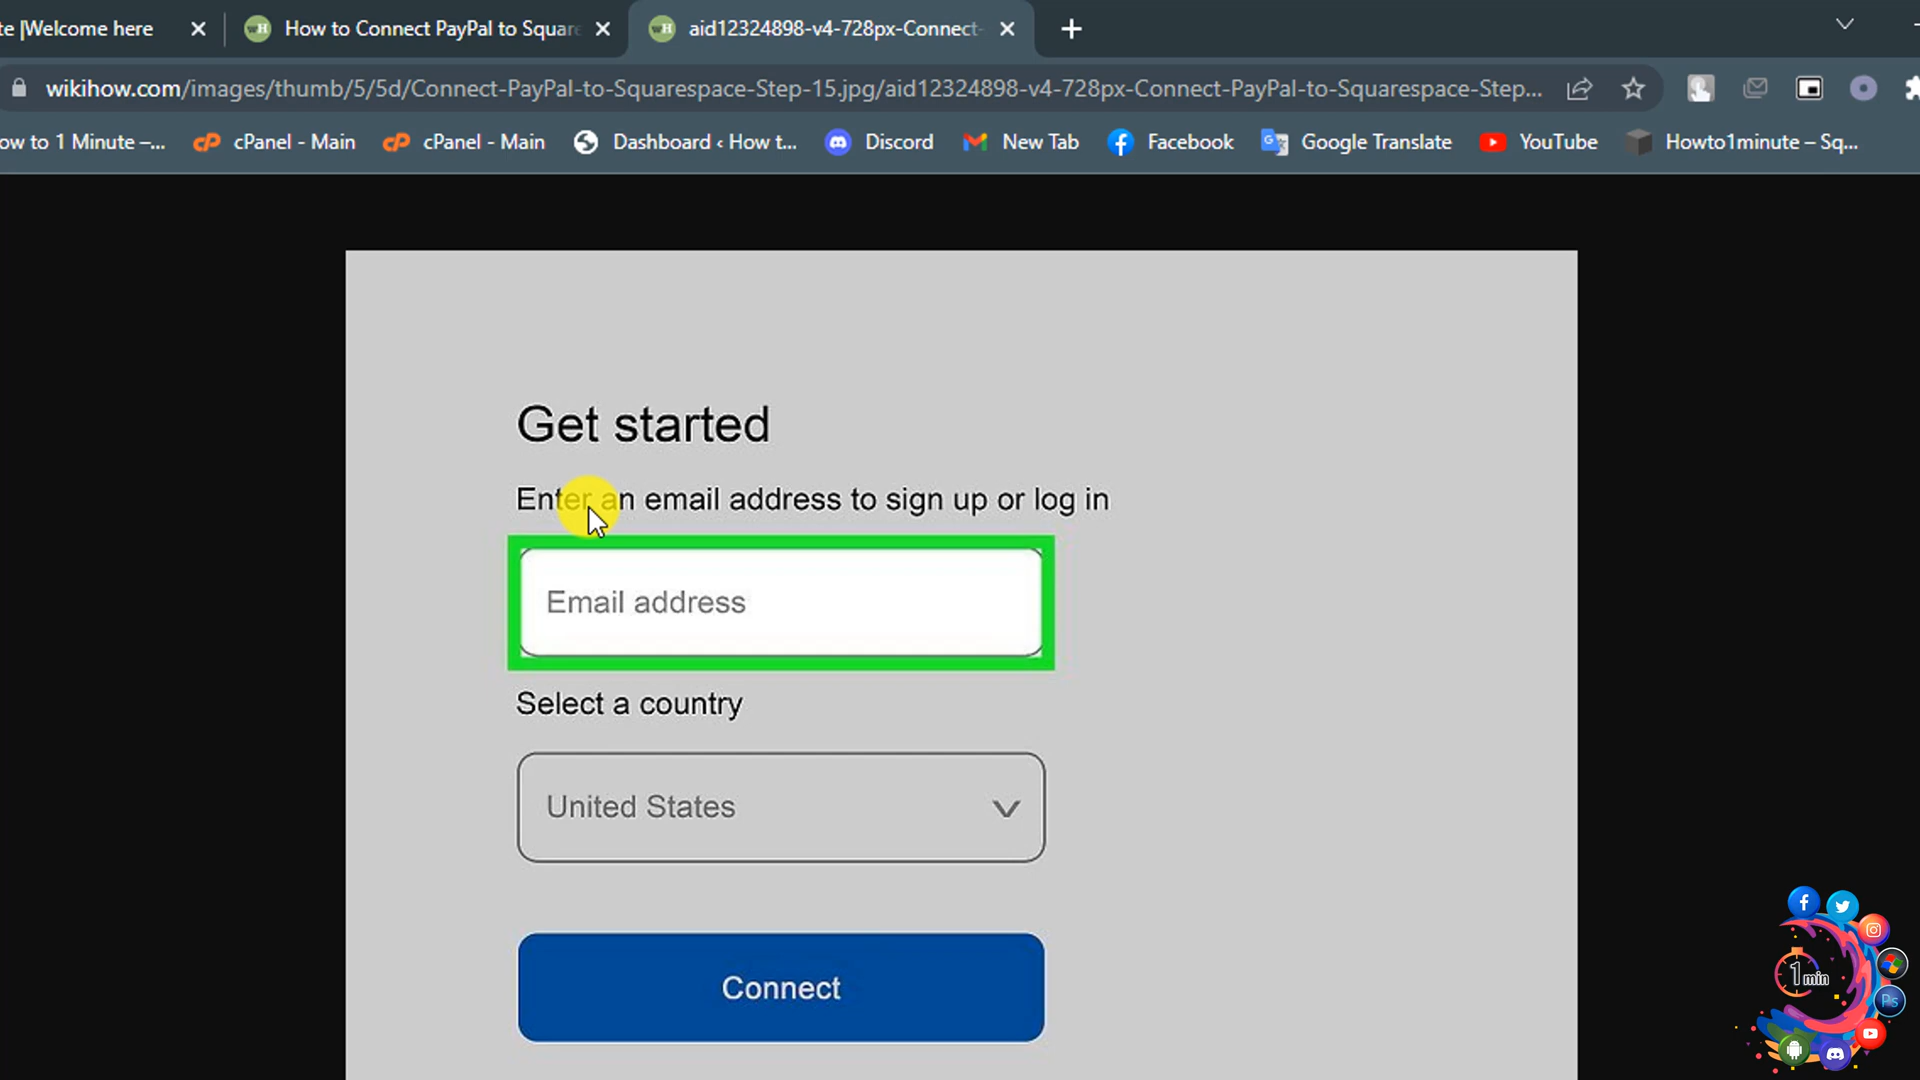 te |Welcome here
How to Connect PayPal to Squar
aid12324898-v4-728px-Connect-
wikihow.com/images/thumb/5/5d/Connect-PayPal-to-Squarespace-Step-15.jpg/aid12324898-v4-728px-Connect-PayPal-to-Squarespace-Step...
ow to 1 Minute –...
cPanel - Main
cPanel - Main
Dashboard ‹ How t...
Discord
New Tab
Facebook
Google Translate
YouTube
Howto1minute – Sq...
Get started
Enter an email address to sign up or log in
Email address
Select a country
United States
Connect
1 min
Ps